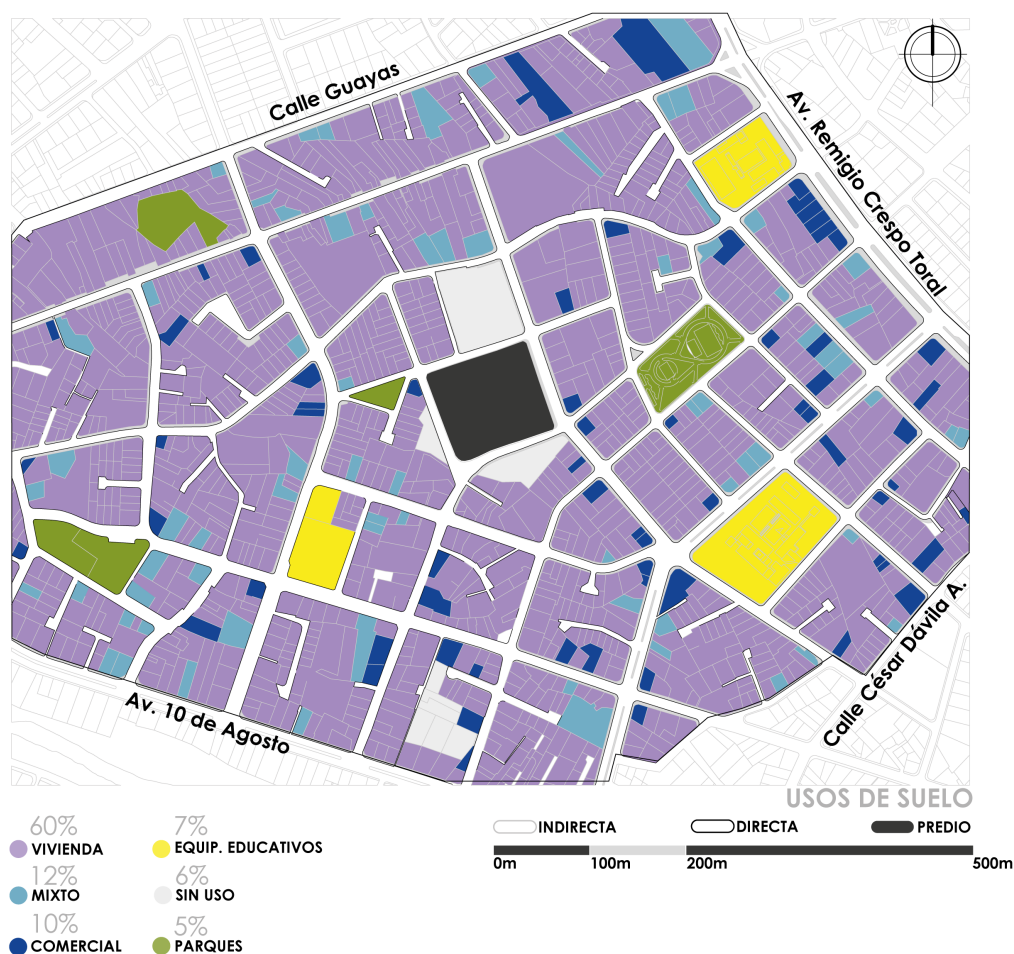 Calle Guayas
Av. Remigio Crespo Toral
Av. 10 de Agosto
Calle César Dávila A.
USOS DE SUELO
60%
VIVIENDA
7%
EQUIP. EDUCATIVOS
12%
MIXTO
6%
SIN USO
10%
COMERCIAL
5%
PARQUES
INDIRECTA
DIRECTA
PREDIO
0m
100m
200m
500m